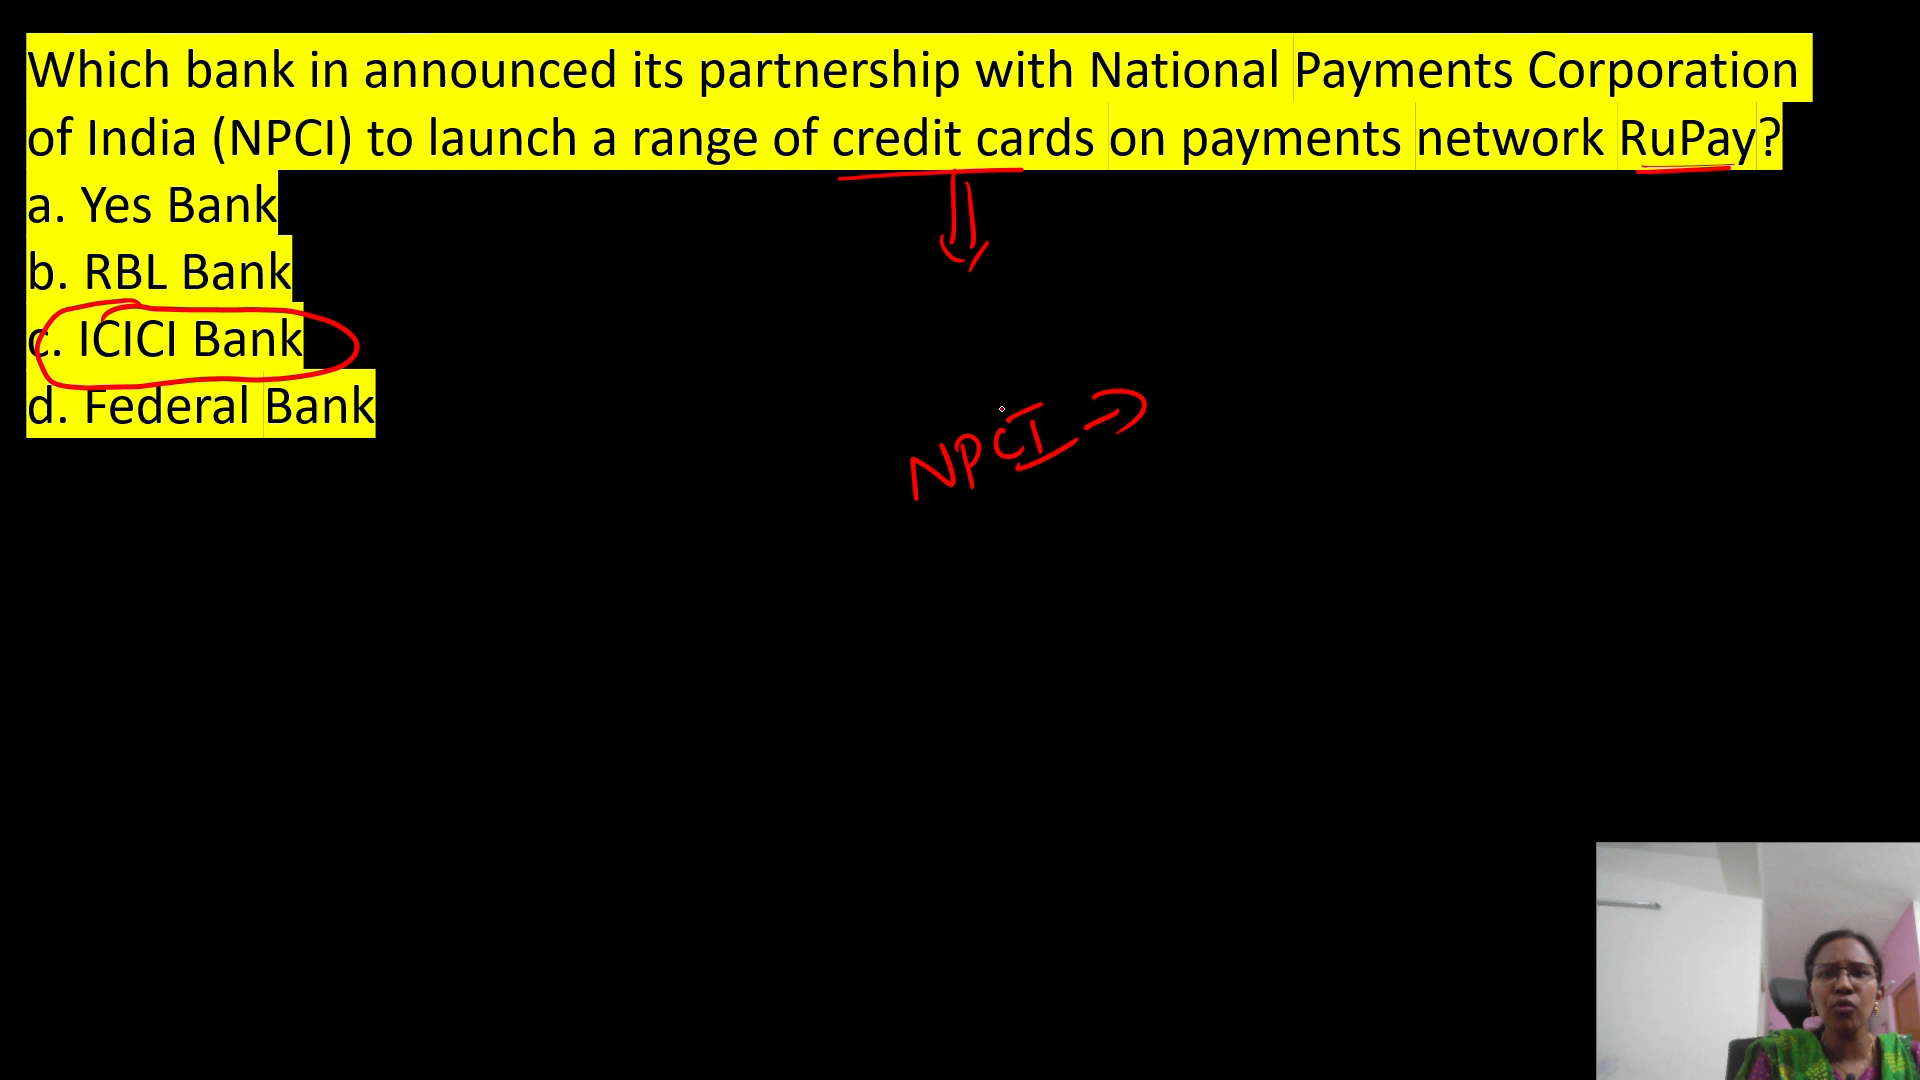 Which bank in announced its partnership with National Payments Corporation
of India (NPCI) to launch a range of credit cards on payments network RuPay?
a. Yes Bank
b. RBL Bank
c. ICICI Bank
d. Federal Bank
NPCI